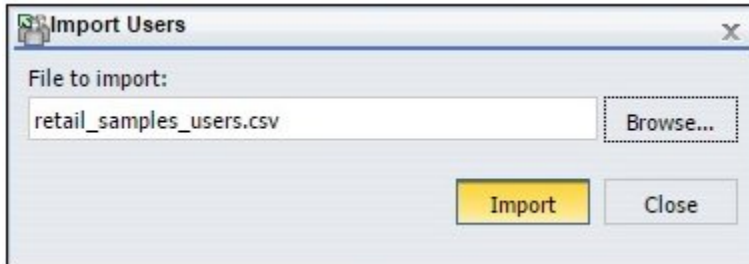 Import Users
File to import:
retail_samples_users.csv Browse...
Import Close